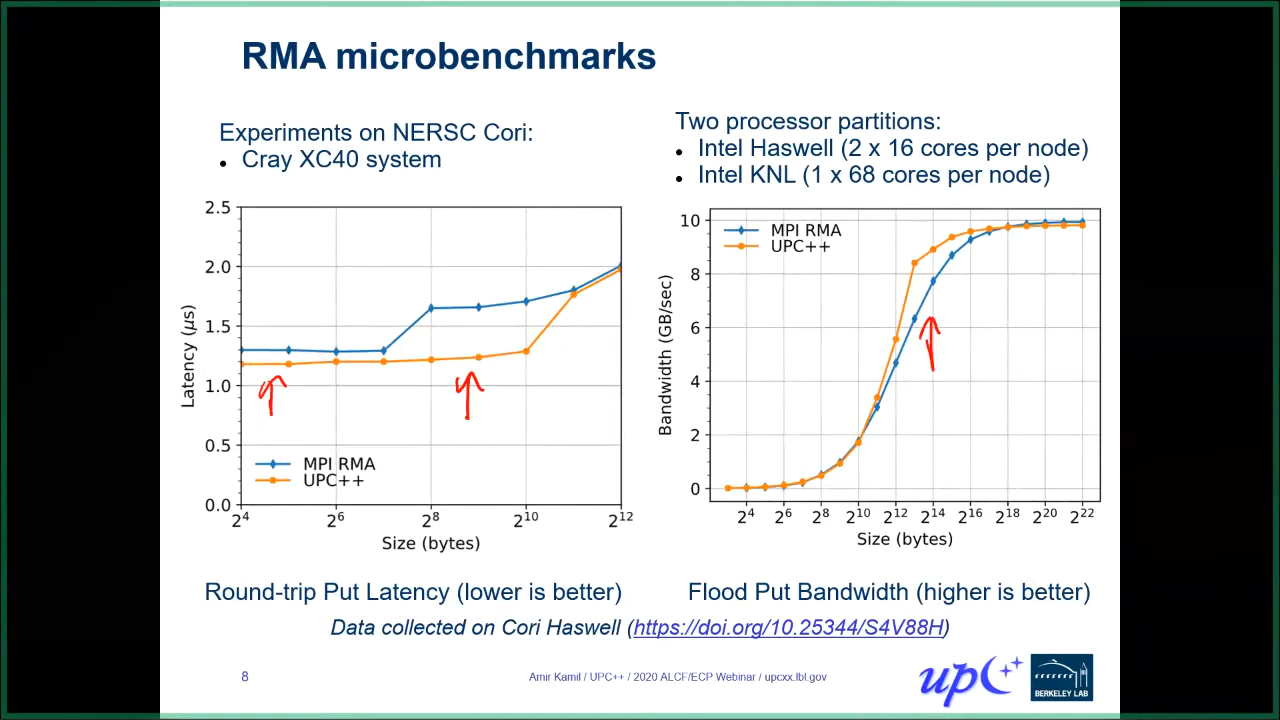 RMA microbenchmarks
Experiments on NERSC Cori:
• Cray XC40 system
Two processor partitions:
• Intel Haswell (2 x 16 cores per node)
• Intel KNL (1 x 68 cores per node)
2.5
2.0
1.5
1.0
0.5
0.0
Latency (μs)
MPI RMA
UPC++
2⁴ 2⁶ 2⁸ 2¹⁰ 2¹²
Size (bytes)
Round-trip Put Latency (lower is better)
10
8
6
4
2
0
Bandwidth (GB/sec)
MPI RMA
UPC++
2⁴ 2⁶ 2⁸ 2¹⁰ 2¹² 2¹⁴ 2¹⁶ 2¹⁸ 2²⁰ 2²²
Size (bytes)
Flood Put Bandwidth (higher is better)
Data collected on Cori Haswell (https://doi.org/10.25344/S4V88H)
8
Amir Kamil / UPC++ / 2020 ALCF/ECP Webinar / upcxx.lbl.gov
upC++
BERKELEY LAB